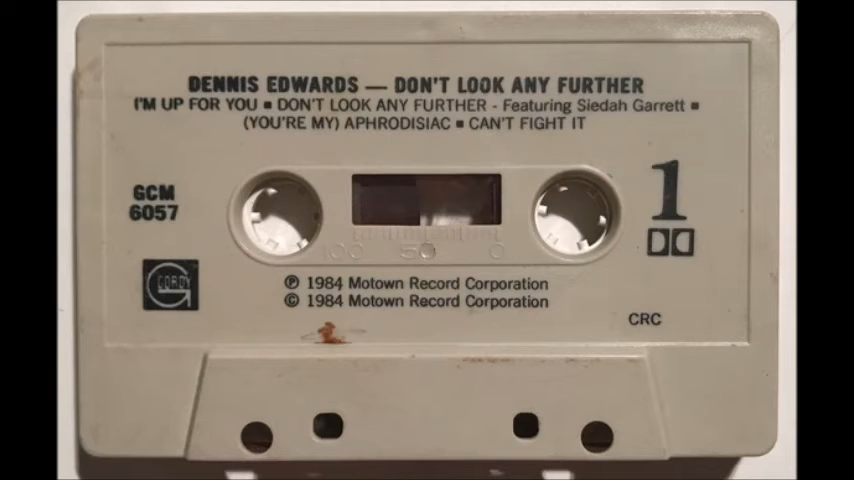 DENNIS EDWARDS — DON'T LOOK ANY FURTHER
I'M UP FOR YOU ■ DON'T LOOK ANY FURTHER - Featuring Siedah Garrett ■
(YOU'RE MY) APHRODISIAC ■ CAN'T FIGHT IT
GCM
6057
1
100 50 0
GORDY
℗ 1984 Motown Record Corporation
© 1984 Motown Record Corporation
CRC